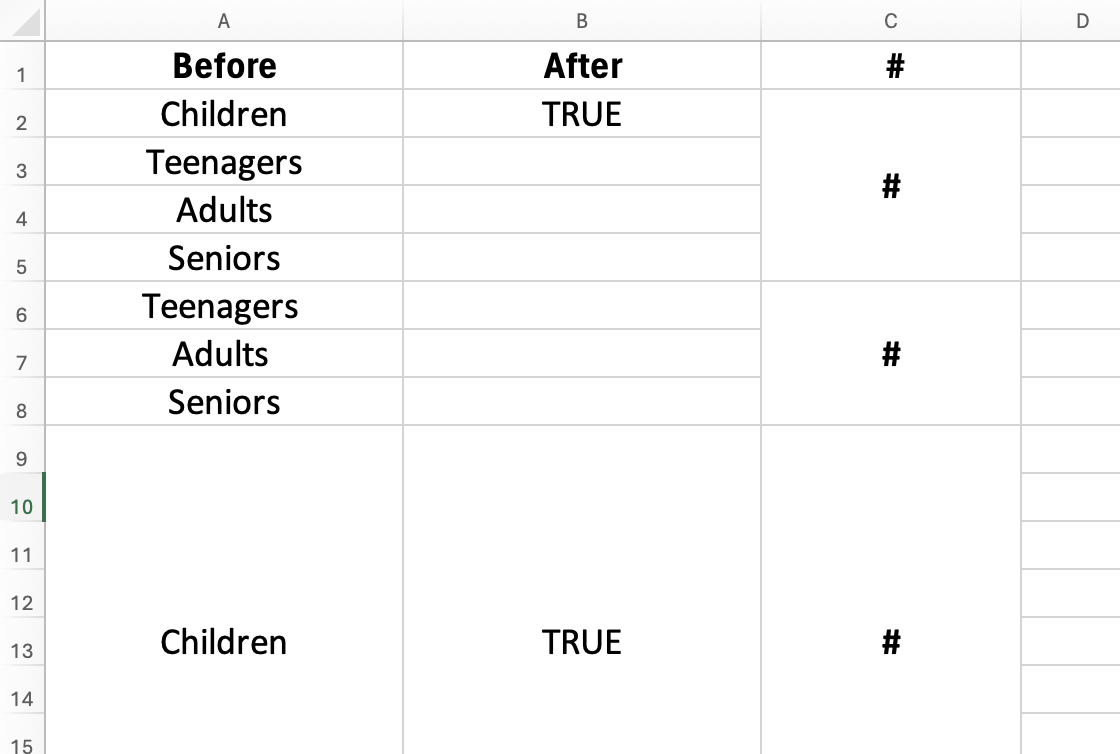 A B C D
1 Before After #
2 Children TRUE
3 Teenagers
#
4 Adults
5 Seniors
6 Teenagers
7 Adults #
8 Seniors
9
10
11
12
13 Children TRUE #
14
15